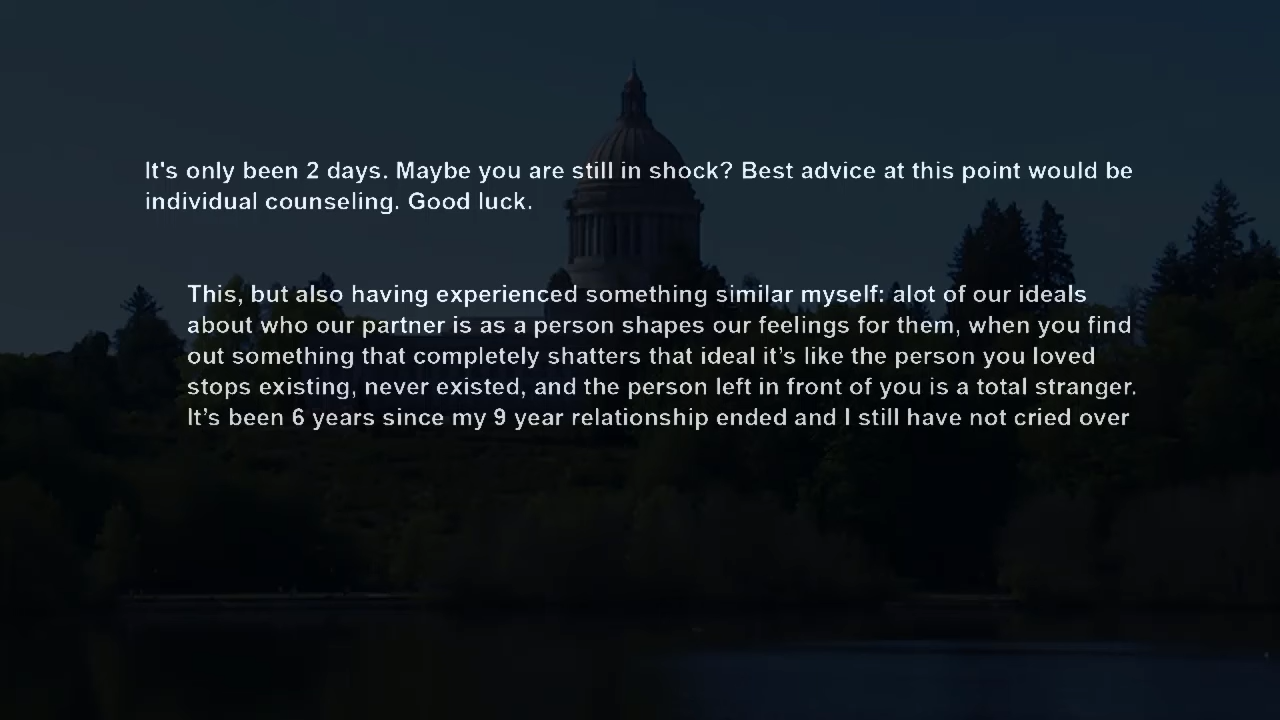 It's only been 2 days. Maybe you are still in shock? Best advice at this point would be
individual counseling. Good luck.
This, but also having experienced something similar myself: alot of our ideals
about who our partner is as a person shapes our feelings for them, when you find
out something that completely shatters that ideal it’s like the person you loved
stops existing, never existed, and the person left in front of you is a total stranger.
It’s been 6 years since my 9 year relationship ended and I still have not cried over